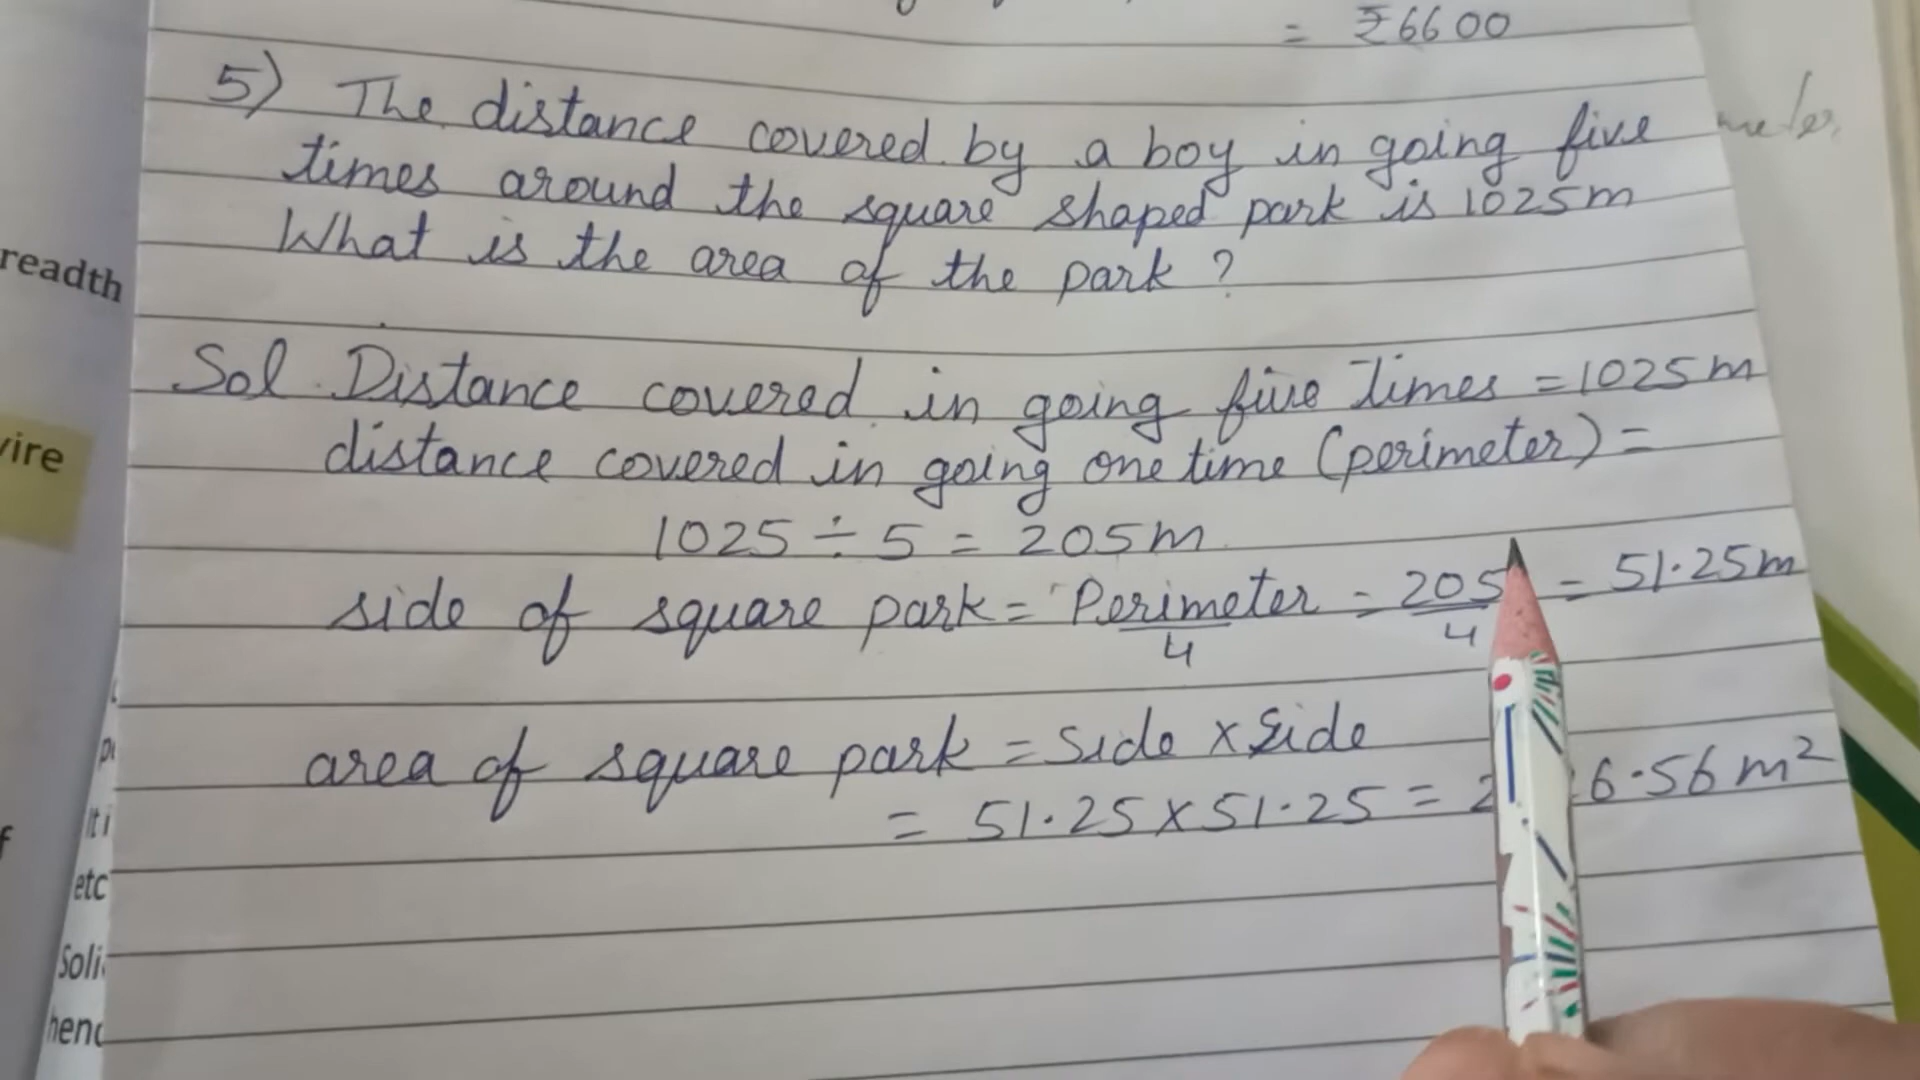 = ₹6600
5) The distance covered by a boy in going five
times around the square shaped park is 1025m
What is the area of the park ?
Sol Distance covered in going five times = 1025m
distance covered in going one time (perimeter) =
1025 ÷ 5 = 205m
side of square park = Perimeter/4 = 205/4 = 51.25m
area of square park = Side × Side
= 51.25 × 51.25 = 2 6.56 m²
readth
etc